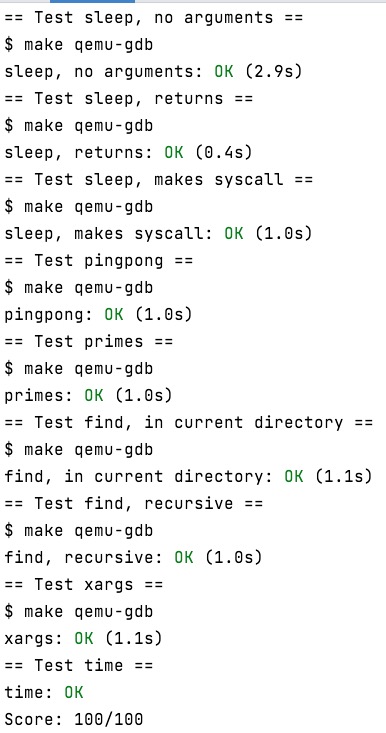 == Test sleep, no arguments ==
$ make qemu-gdb
sleep, no arguments: OK (2.9s)
== Test sleep, returns ==
$ make qemu-gdb
sleep, returns: OK (0.4s)
== Test sleep, makes syscall ==
$ make qemu-gdb
sleep, makes syscall: OK (1.0s)
== Test pingpong ==
$ make qemu-gdb
pingpong: OK (1.0s)
== Test primes ==
$ make qemu-gdb
primes: OK (1.0s)
== Test find, in current directory ==
$ make qemu-gdb
find, in current directory: OK (1.1s)
== Test find, recursive ==
$ make qemu-gdb
find, recursive: OK (1.0s)
== Test xargs ==
$ make qemu-gdb
xargs: OK (1.1s)
== Test time ==
time: OK
Score: 100/100